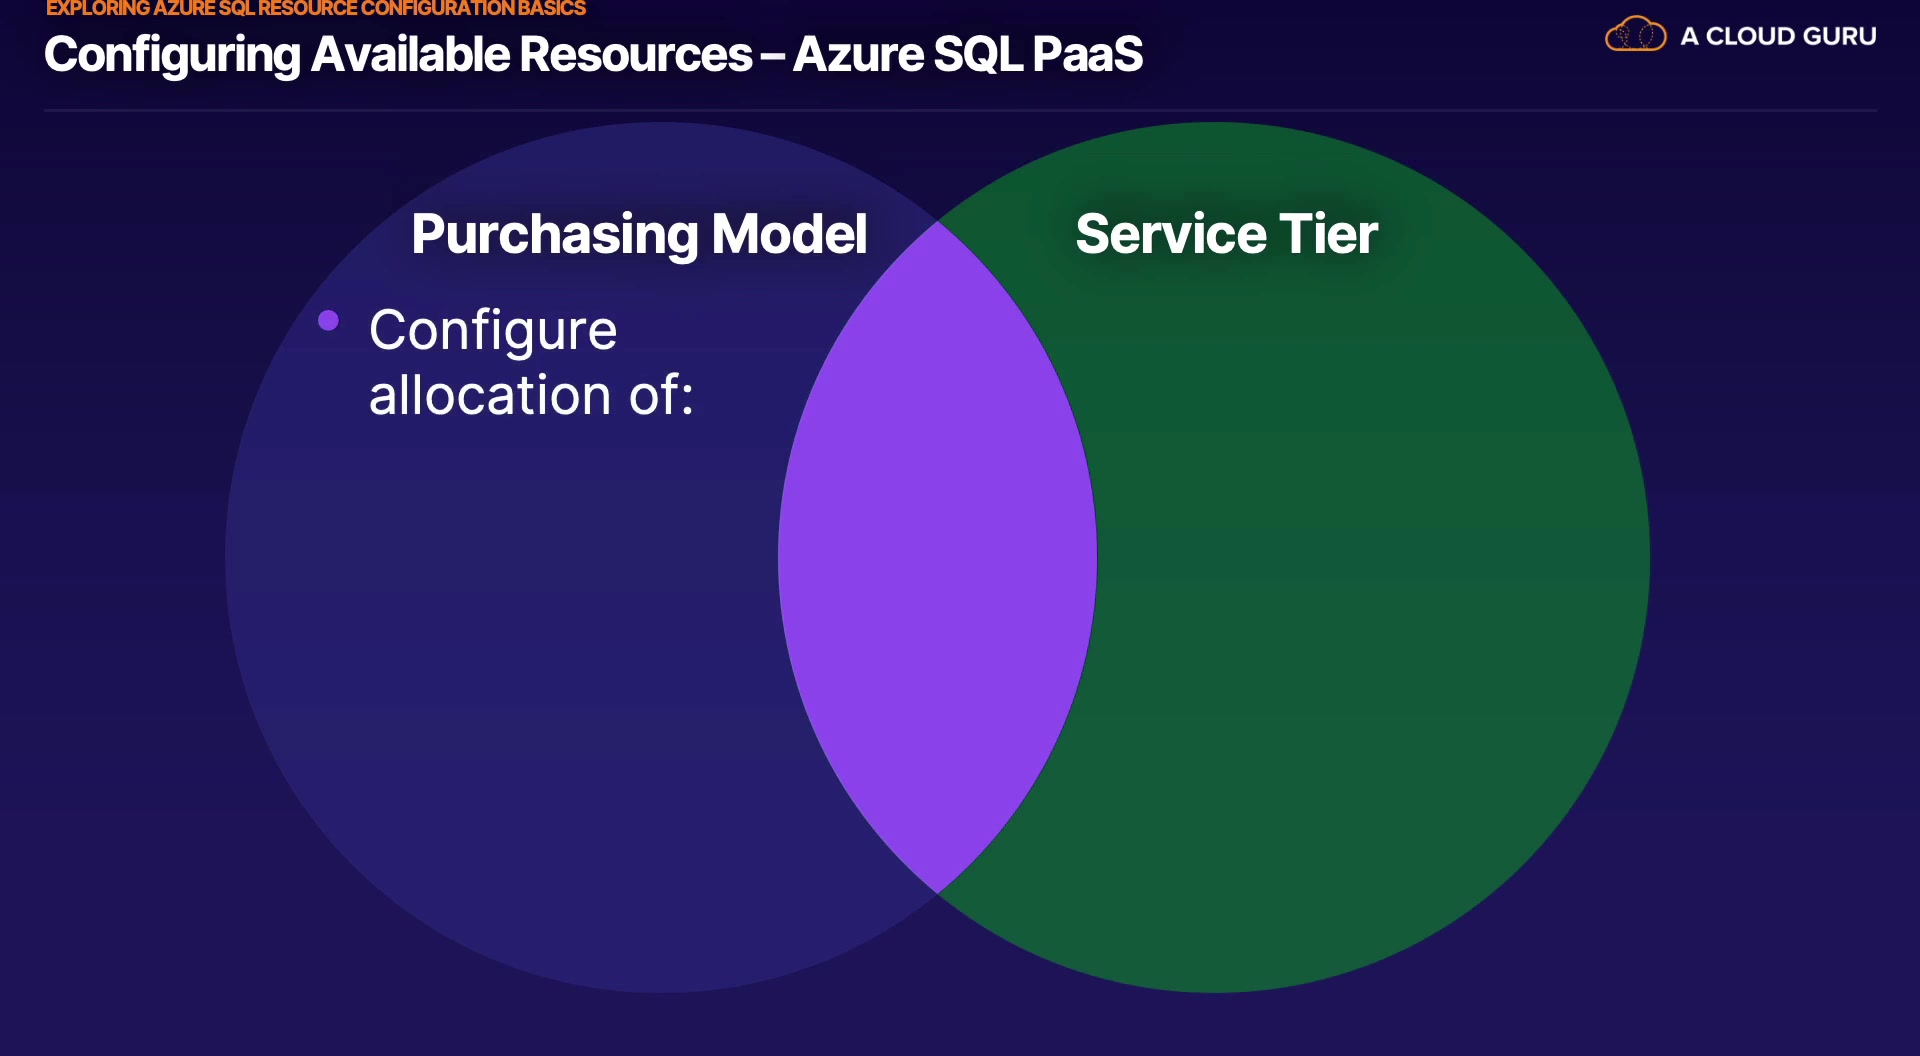 EXPLORING AZURE SQL RESOURCE CONFIGURATION BASICS
Configuring Available Resources – Azure SQL PaaS
A CLOUD GURU
Purchasing Model
Service Tier
Configure
allocation of: